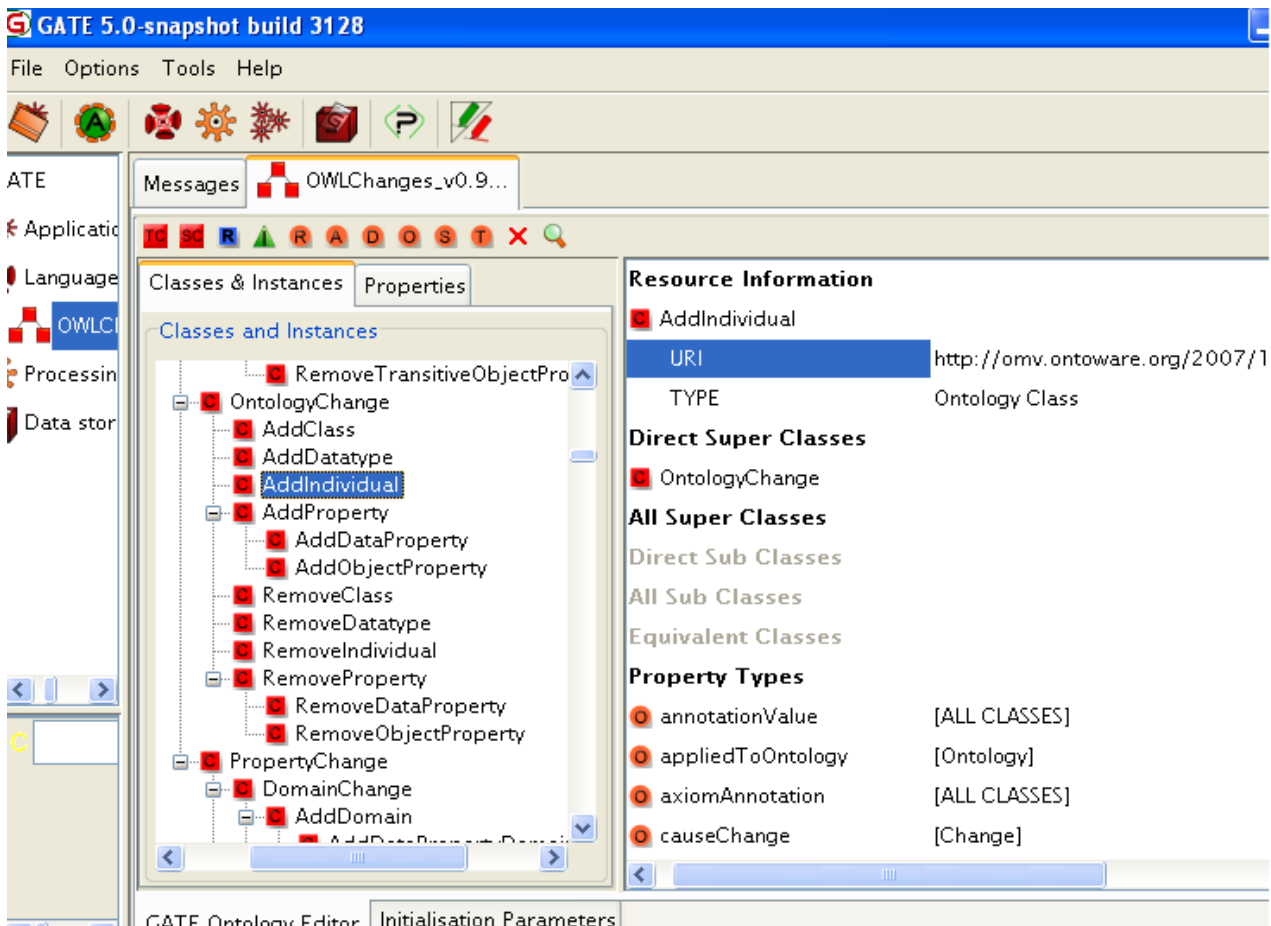 GATE 5.0-snapshot build 3128
File Options Tools Help
ATE
Applicatio
Language
OWLCI
Processin
Data stor
Messages
OWLChanges_v0.9...
TC SC R R A D O S T
Classes & Instances
Properties
Classes and Instances
RemoveTransitiveObjectPro
OntologyChange
AddClass
AddDatatype
AddIndividual
AddProperty
AddDataProperty
AddObjectProperty
RemoveClass
RemoveDatatype
RemoveIndividual
RemoveProperty
RemoveDataProperty
RemoveObjectProperty
PropertyChange
DomainChange
AddDomain
AddDataPropertyDomai
Resource Information
C AddIndividual
URI http://omv.ontoware.org/2007/1
TYPE Ontology Class
Direct Super Classes
C OntologyChange
All Super Classes
Direct Sub Classes
All Sub Classes
Equivalent Classes
Property Types
O annotationValue [ALL CLASSES]
O appliedToOntology [Ontology]
O axiomAnnotation [ALL CLASSES]
O causeChange [Change]
C
GATE Ontology Editor
Initialisation Parameters